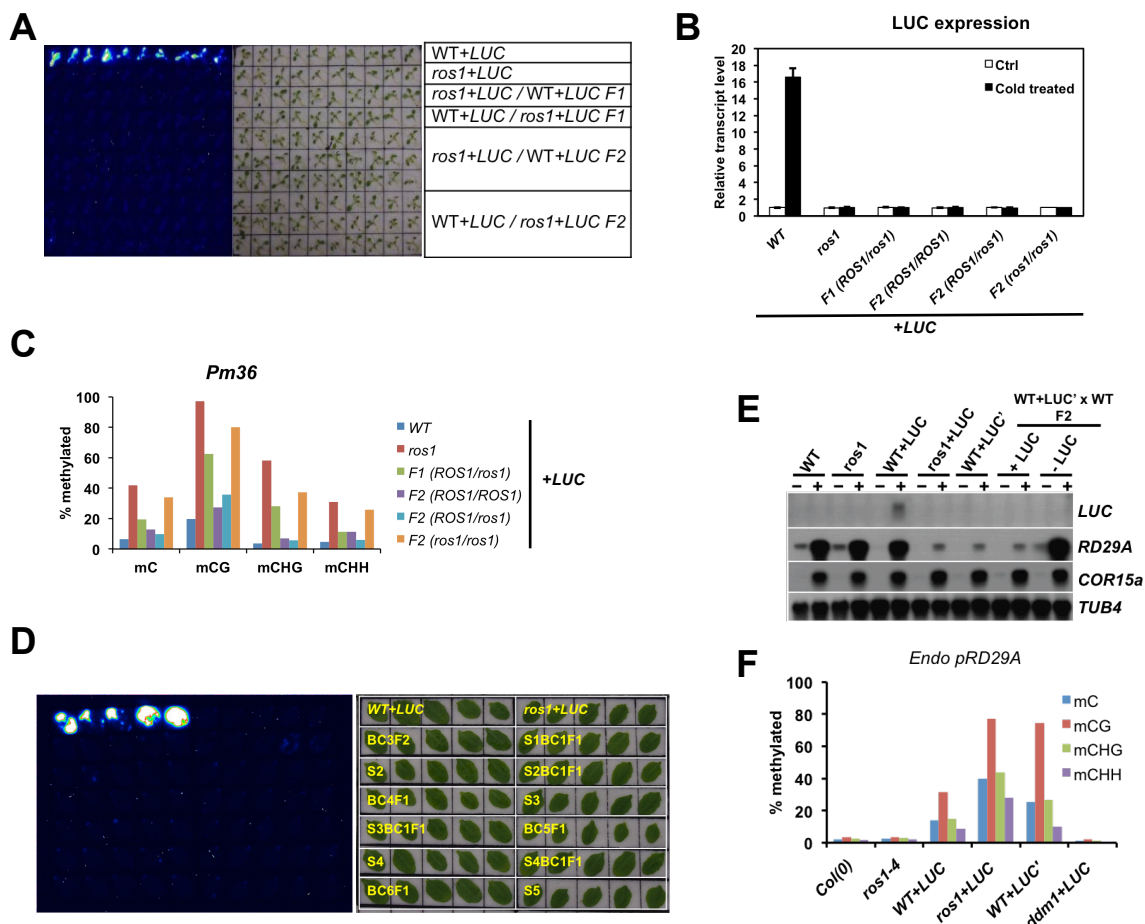 A
WT+LUC
ros1+LUC
ros1+LUC / WT+LUC F1
WT+LUC / ros1+LUC F1
ros1+LUC / WT+LUC F2
WT+LUC / ros1+LUC F2
B
LUC expression
Relative transcript level
20
18
16
14
12
10
8
6
4
2
0
Ctrl
Cold treated
WT
ros1
F1 (ROS1/ros1)
F2 (ROS1/ROS1)
F2 (ROS1/ros1)
F2 (ros1/ros1)
+LUC
C
Pm36
% methylated
100
80
60
40
20
0
mC
mCG
mCHG
mCHH
WT
ros1
F1 (ROS1/ros1)
F2 (ROS1/ROS1)
F2 (ROS1/ros1)
F2 (ros1/ros1)
+LUC
D
WT+LUC
ros1+LUC
BC3F2
S1BC1F1
S2
S2BC1F1
BC4F1
S3
S3BC1F1
BC5F1
S4
S4BC1F1
BC6F1
S5
E
WT+LUC' x WT
F2
WT
ros1
WT+LUC
ros1+LUC
WT+LUC'
+ LUC
- LUC
− + − + − + − + − + − + − +
LUC
RD29A
COR15a
TUB4
F
Endo pRD29A
% methylated
100
80
60
40
20
0
mC
mCG
mCHG
mCHH
Col(0)
ros1-4
WT+LUC
ros1+LUC
WT+LUC'
ddm1+LUC